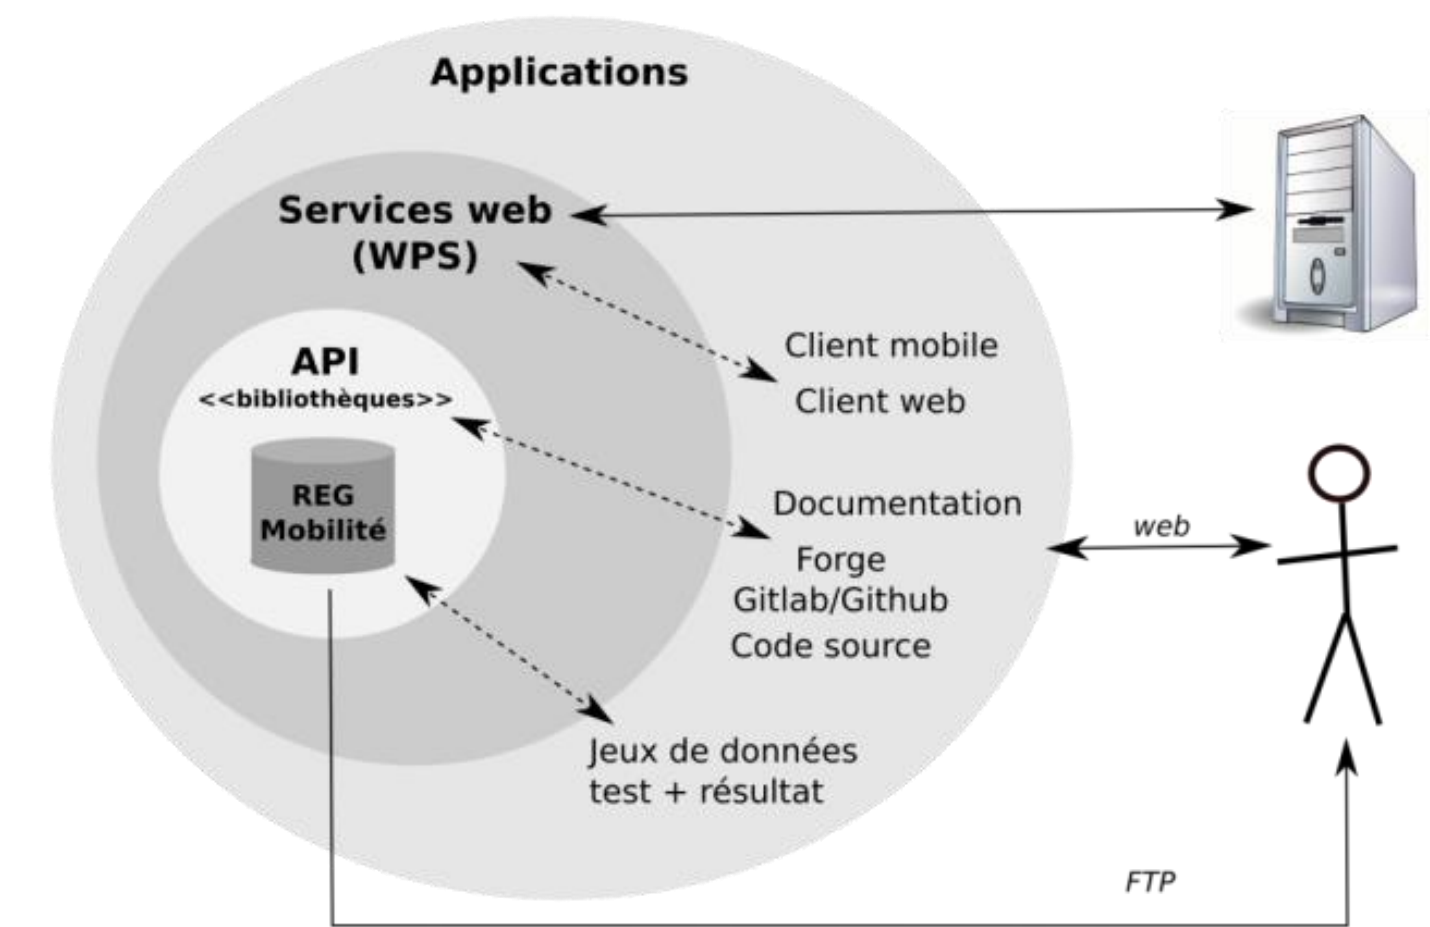 Applications
Services web
(WPS)
API
<<bibliothèques>>
REG
Mobilité
Client mobile
Client web
Documentation
Forge
Gitlab/Github
Code source
Jeux de données
test + résultat
web
FTP